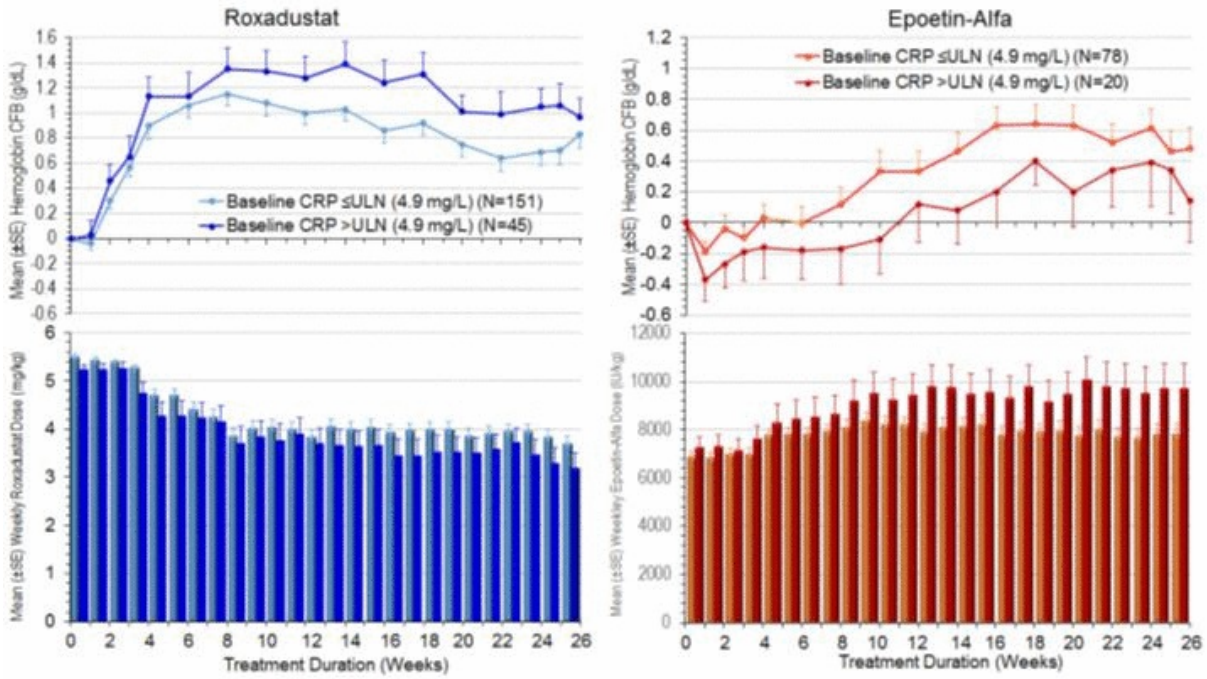 Roxadustat
1.6
1.4
1.2
1
0.8
0.6
0.4
0.2
0
-0.2
-0.4
-0.6
Mean (±SE) Hemoglobin CFB (g/dL)
Baseline CRP ≤ULN (4.9 mg/L) (N=151)
Baseline CRP >ULN (4.9 mg/L) (N=45)
6
5
4
3
2
1
0
Mean (±SE) Weekly Roxadustat Dose (mg/kg)
0 2 4 6 8 10 12 14 16 18 20 22 24 26
Treatment Duration (Weeks)
Epoetin-Alfa
1.2
1
0.8
0.6
0.4
0.2
0
-0.2
-0.4
-0.6
Mean (±SE) Hemoglobin CFB (g/dL)
Baseline CRP ≤ULN (4.9 mg/L) (N=78)
Baseline CRP >ULN (4.9 mg/L) (N=20)
12000
10000
8000
6000
4000
2000
0
Mean (±SE) Weekley Epoetin-Alfa Dose (IU/kg)
0 2 4 6 8 10 12 14 16 18 20 22 24 26
Treatment Duration (Weeks)